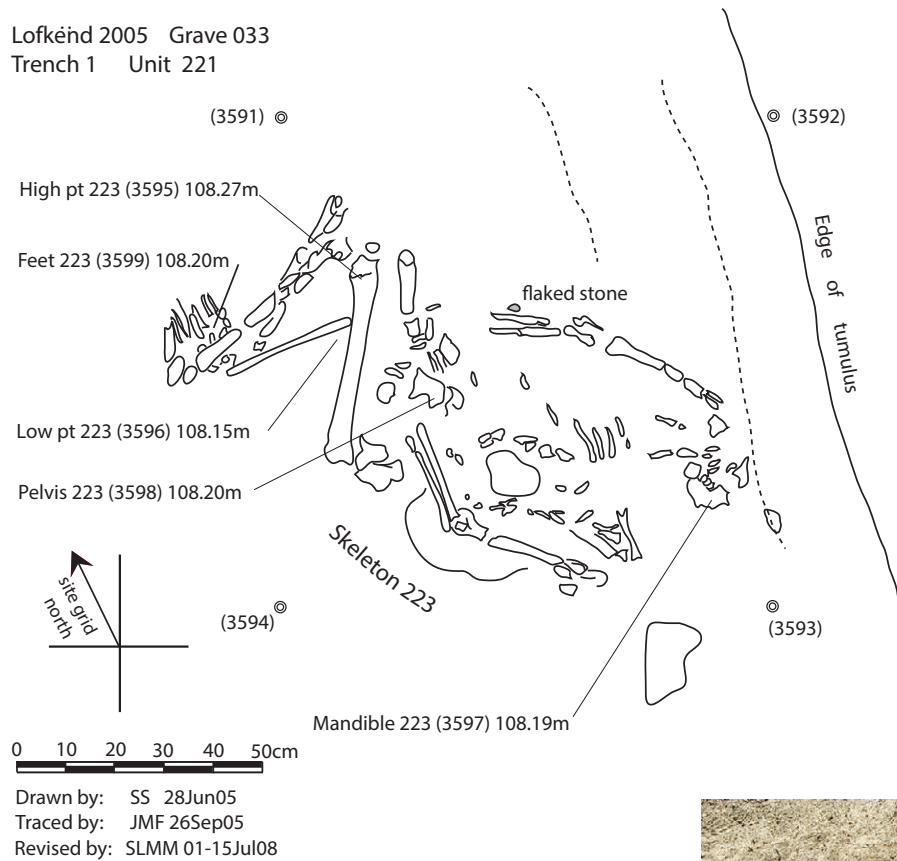 Lofkënd 2005 Grave 033
Trench 1 Unit 221
(3591)
(3592)
High pt 223 (3595) 108.27m
Feet 223 (3599) 108.20m
flaked stone
Edge of tumulus
Low pt 223 (3596) 108.15m
Pelvis 223 (3598) 108.20m
Skeleton 223
site grid
north
(3594)
(3593)
Mandible 223 (3597) 108.19m
0 10 20 30 40 50cm
Drawn by: SS 28Jun05
Traced by: JMF 26Sep05
Revised by: SLMM 01-15Jul08